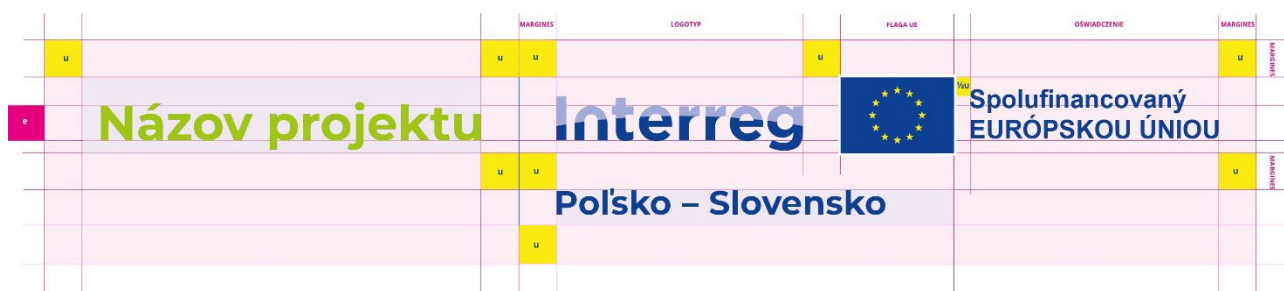 MARGINES LOGOTYP FLAGA UE OŚWIADCZENIE MARGINES
u u u u u
MARGINES
½u
e
Názov projektu
Interreg
Spolufinancovaný
EURÓPSKOU ÚNIOU
u u u
MARGINES
Poľsko – Slovensko
u